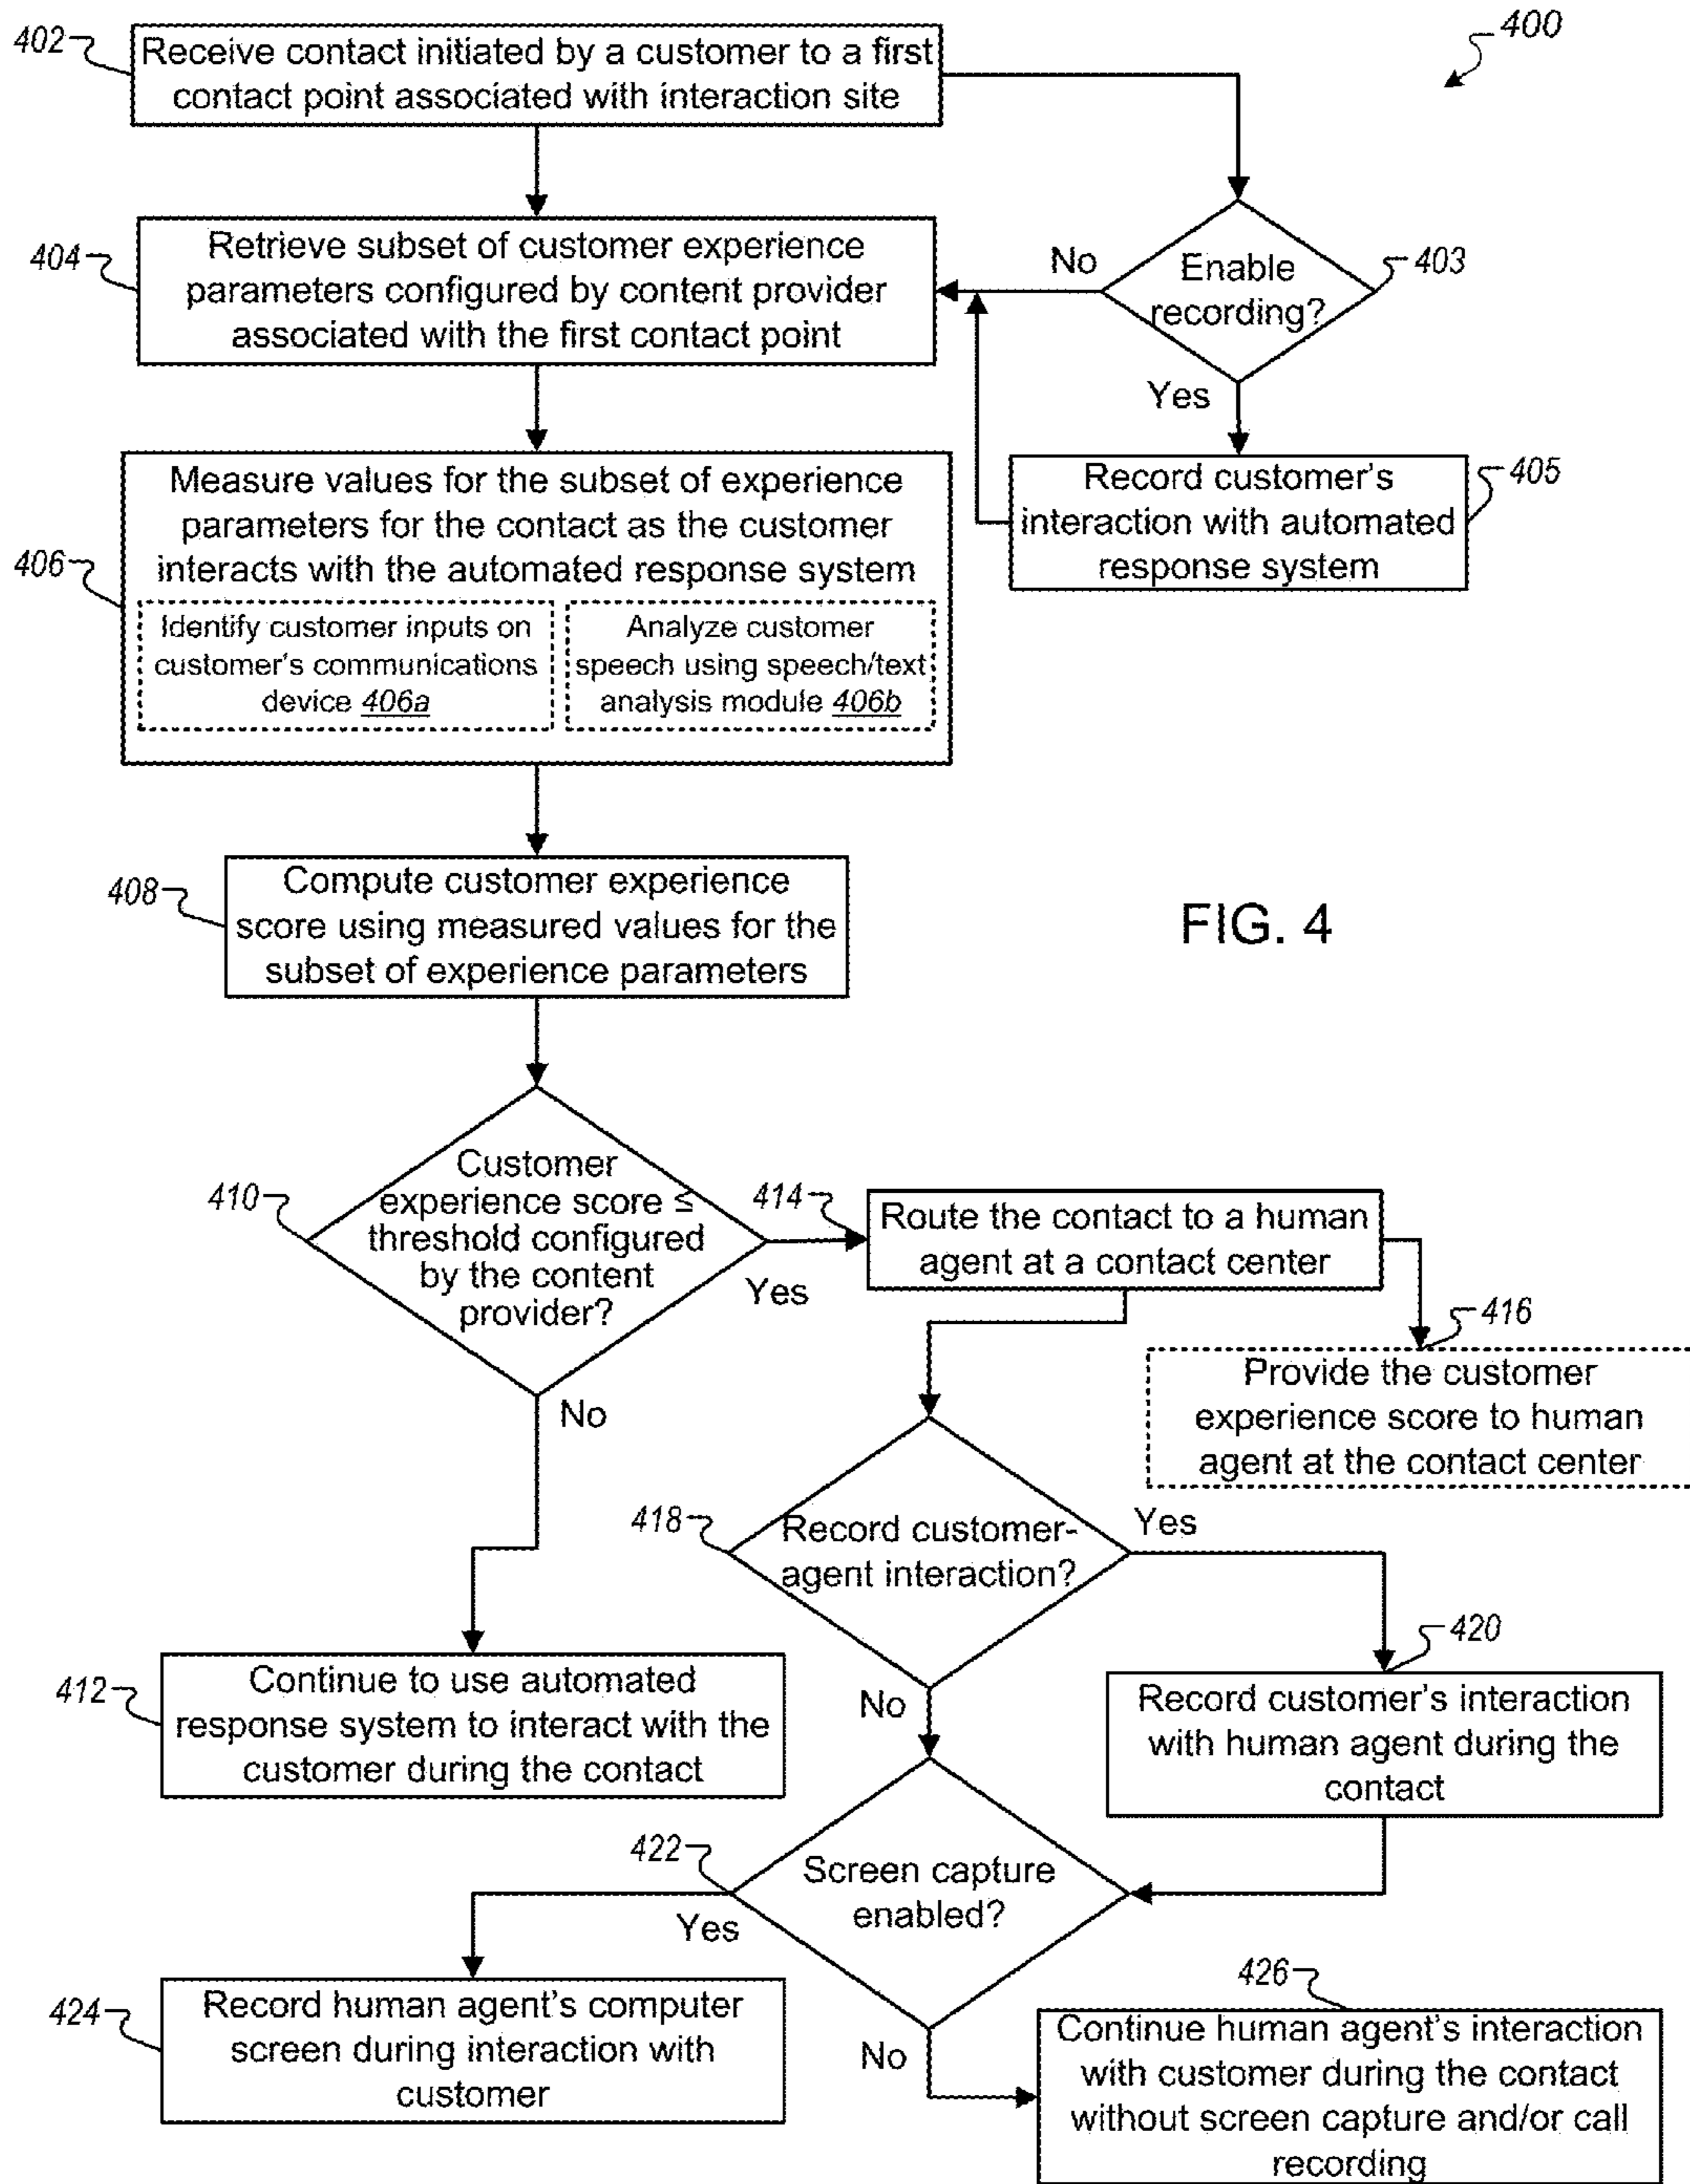 402
Receive contact initiated by a customer to a first
contact point associated with interaction site
400
404
Retrieve subset of customer experience
parameters configured by content provider
associated with the first contact point
No
Enable
recording?
403
Yes
Record customer's
interaction with automated
response system
405
406
Measure values for the subset of experience
parameters for the contact as the customer
interacts with the automated response system
Identify customer inputs on
customer's communications
device 406a
Analyze customer
speech using speech/text
analysis module 406b
408
Compute customer experience
score using measured values for the
subset of experience parameters
FIG. 4
410
Customer
experience score ≤
threshold configured
by the content
provider?
Yes
No
414
Route the contact to a human
agent at a contact center
416
Provide the customer
experience score to human
agent at the contact center
418
Record customer-
agent interaction?
Yes
No
412
Continue to use automated
response system to interact with the
customer during the contact
420
Record customer's interaction
with human agent during the
contact
422
Screen capture
enabled?
Yes
No
424
Record human agent's computer
screen during interaction with
customer
426
Continue human agent's interaction
with customer during the contact
without screen capture and/or call
recording